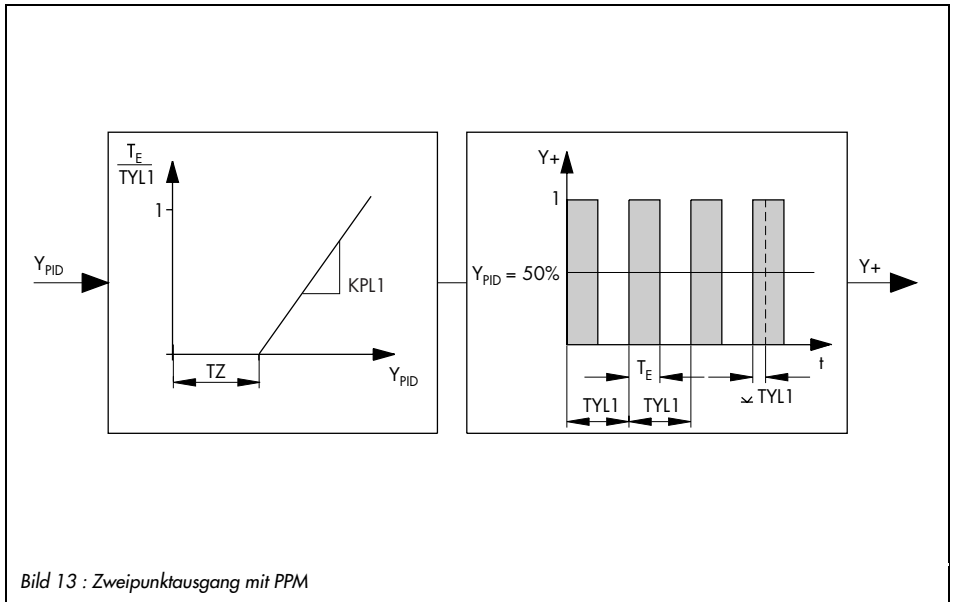 T_E
TYL1
1
Y_PID
KPL1
TZ
Y_PID
Y+
1
Y_PID = 50%
Y+
t
T_E
TYL1
TYL1
TYL1
Bild 13 : Zweipunktausgang mit PPM